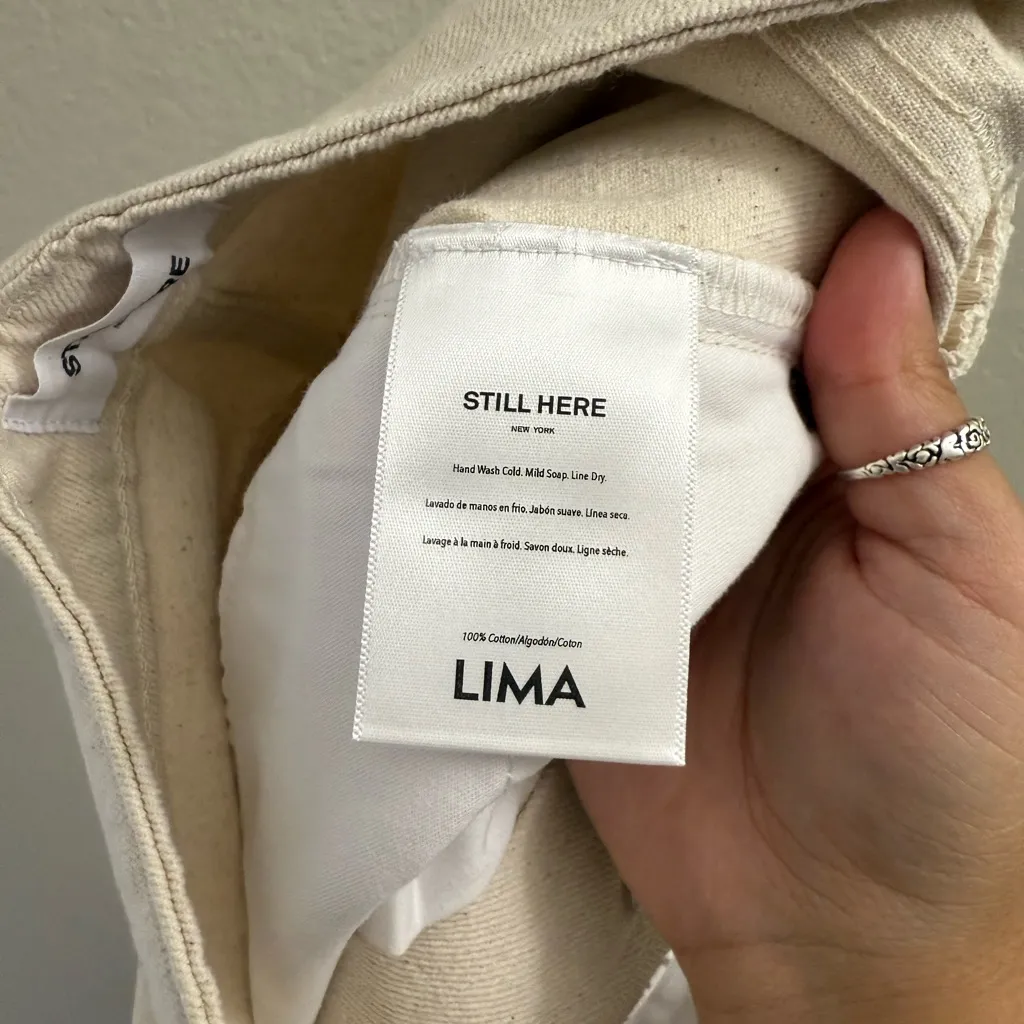 STILL HERE
NEW YORK
Hand Wash Cold. Mild Soap. Line Dry.
Lavado de manos en frio. Jabón suave. Línea seca.
Lavage à la main à froid. Savon doux. Ligne sèche.
100% Cotton/Algodón/Coton
LIMA